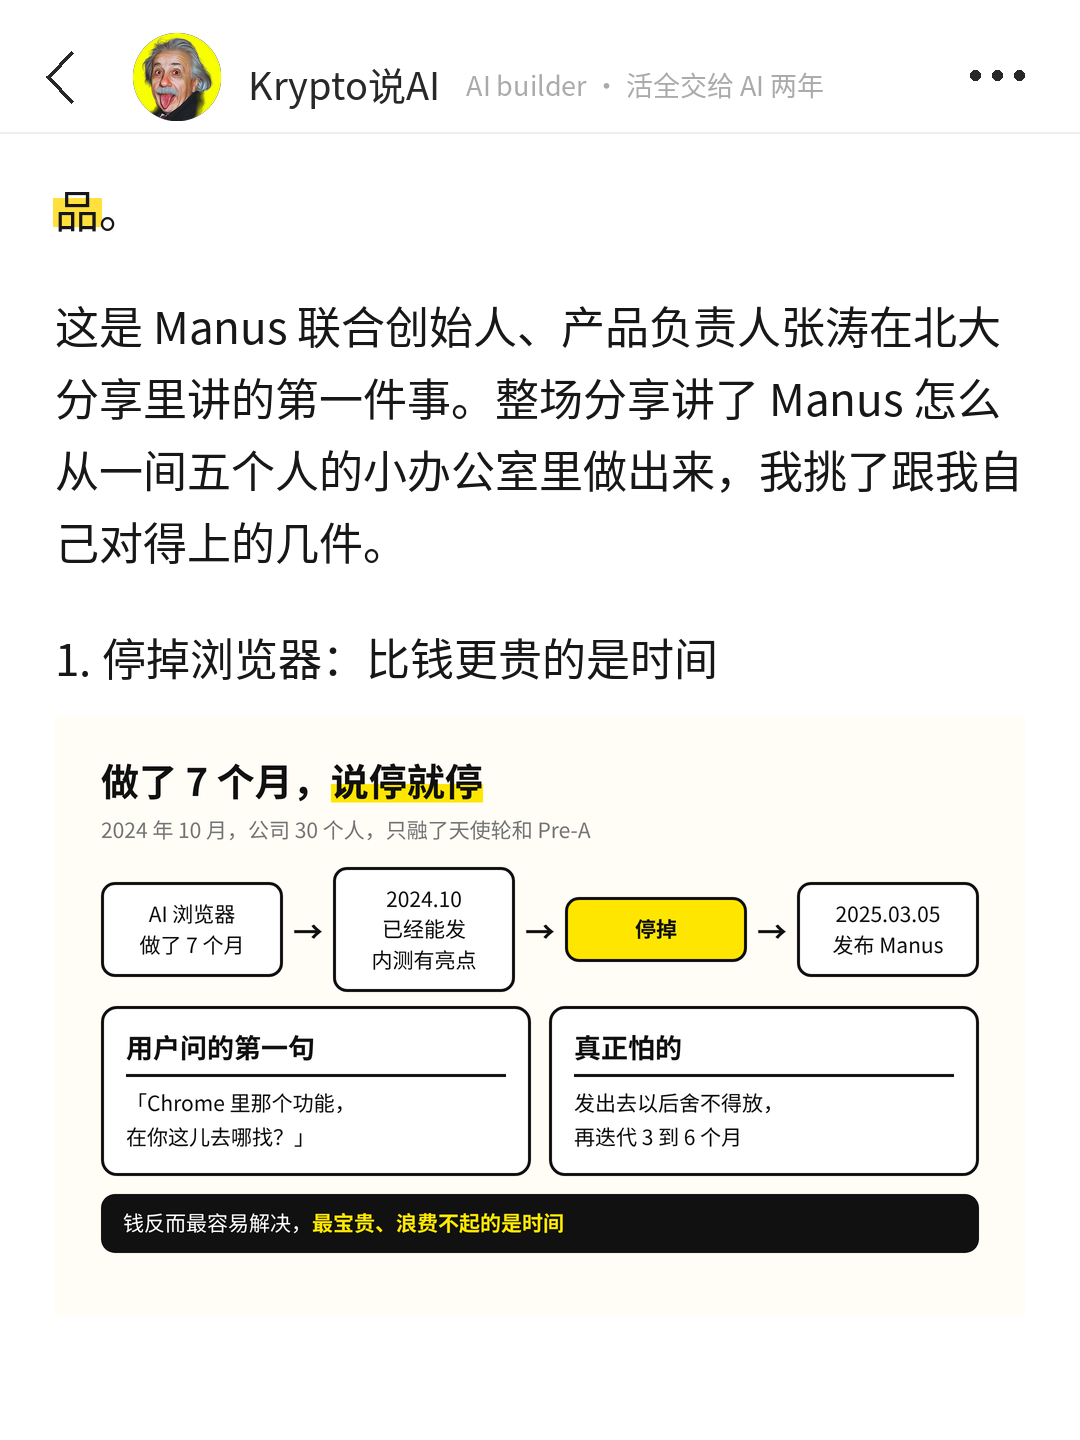 Krypto说AI AI builder · 活全交给 AI 两年
品。
这是 Manus 联合创始人、产品负责人张涛在北大
分享里讲的第一件事。整场分享讲了 Manus 怎么
从一间五个人的小办公室里做出来，我挑了跟我自
己对得上的几件。
1. 停掉浏览器：比钱更贵的是时间
做了 7 个月，说停就停
2024 年 10 月，公司 30 个人，只融了天使轮和 Pre-A
AI 浏览器
做了 7 个月
→
2024.10
已经能发
内测有亮点
→
停掉
→
2025.03.05
发布 Manus
用户问的第一句
「Chrome 里那个功能，
在你这儿去哪找？」
真正怕的
发出去以后舍不得放，
再迭代 3 到 6 个月
钱反而最容易解决，最宝贵、浪费不起的是时间